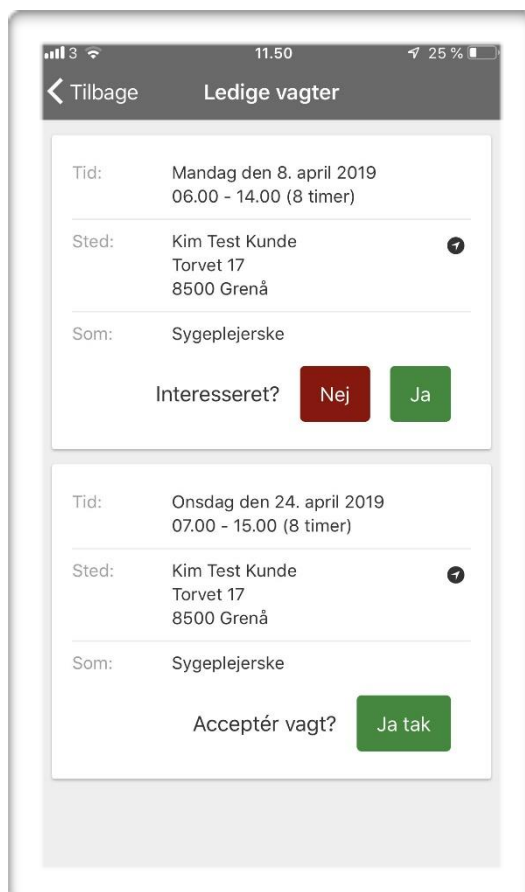 3 11.50 25 %
Tilbage Ledige vagter
Tid: Mandag den 8. april 2019
06.00 - 14.00 (8 timer)
Sted: Kim Test Kunde
Torvet 17
8500 Grenå
Som: Sygeplejerske
Interesseret? Nej Ja
Tid: Onsdag den 24. april 2019
07.00 - 15.00 (8 timer)
Sted: Kim Test Kunde
Torvet 17
8500 Grenå
Som: Sygeplejerske
Acceptér vagt? Ja tak